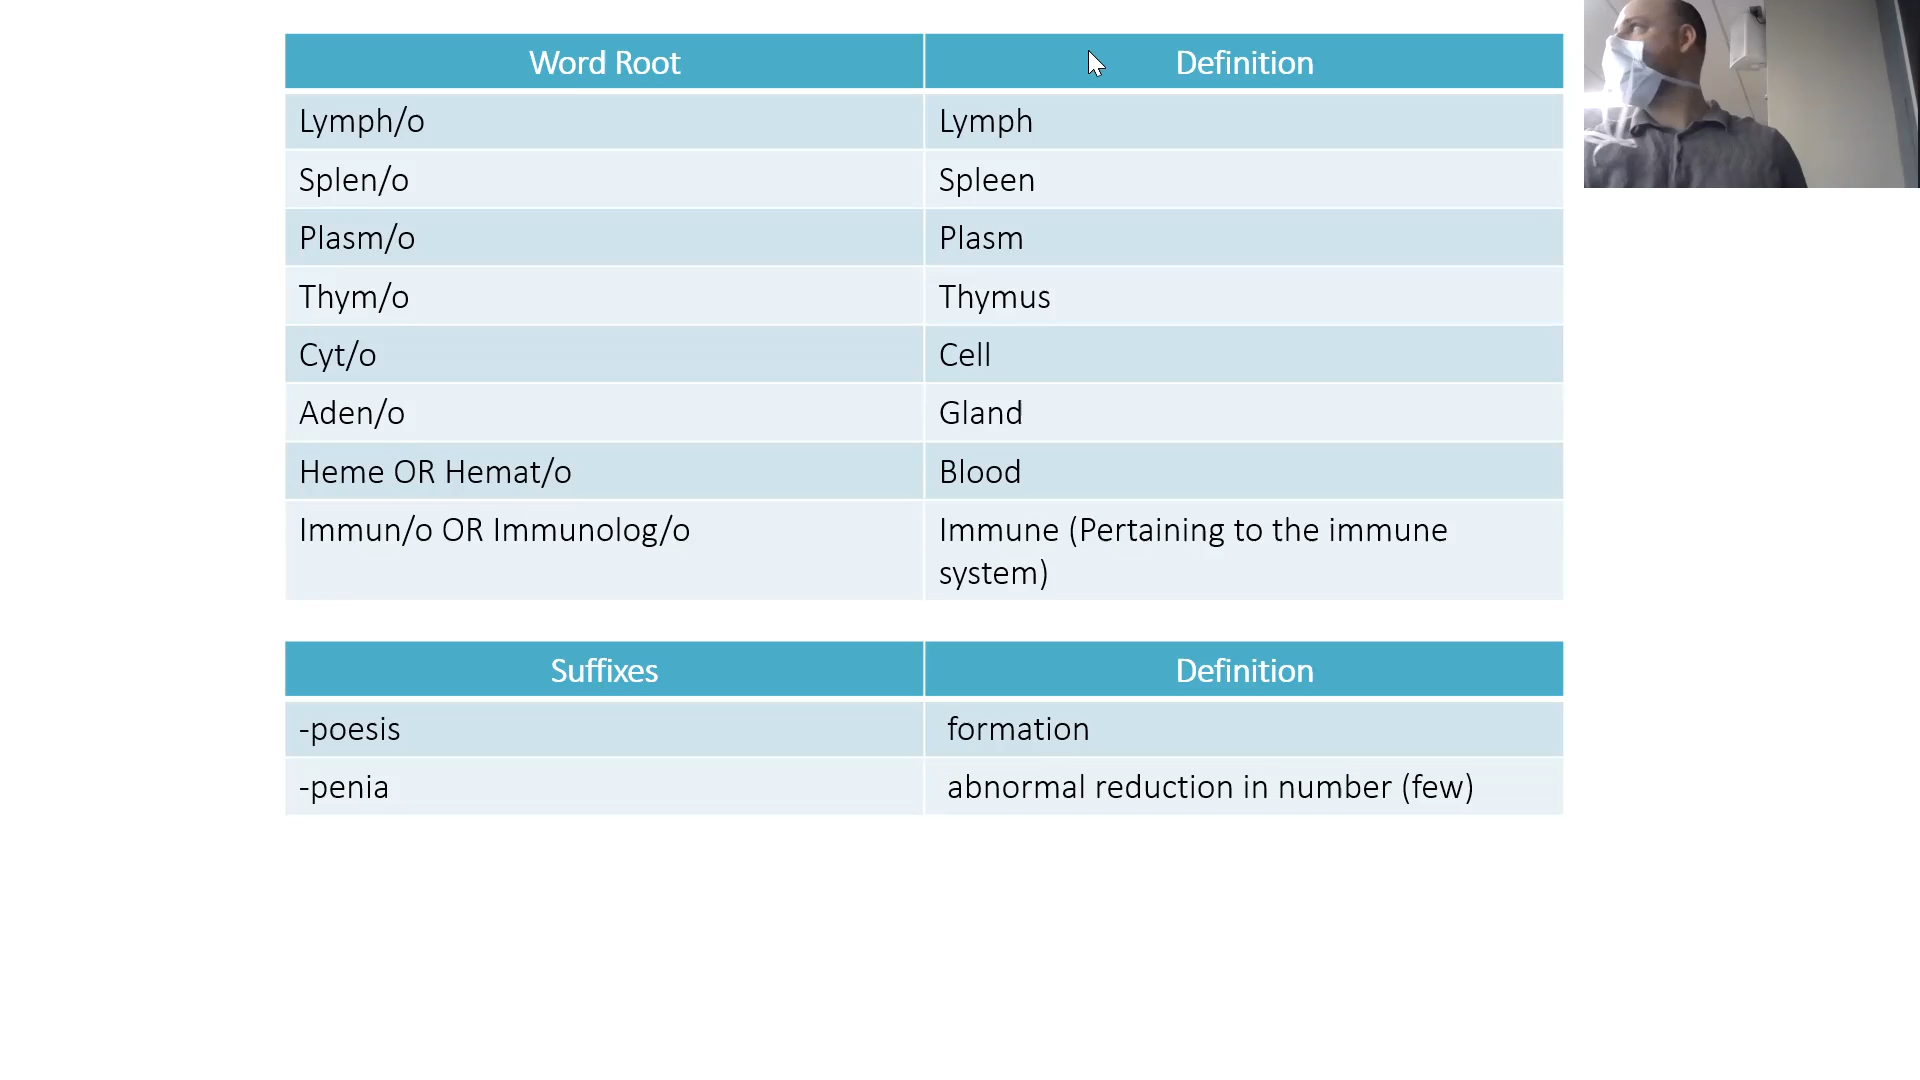 Word Root Definition
Lymph/o Lymph
Splen/o Spleen
Plasm/o Plasm
Thym/o Thymus
Cyt/o Cell
Aden/o Gland
Heme OR Hemat/o Blood
Immun/o OR Immunolog/o Immune (Pertaining to the immune
system)
Suffixes Definition
-poesis formation
-penia abnormal reduction in number (few)